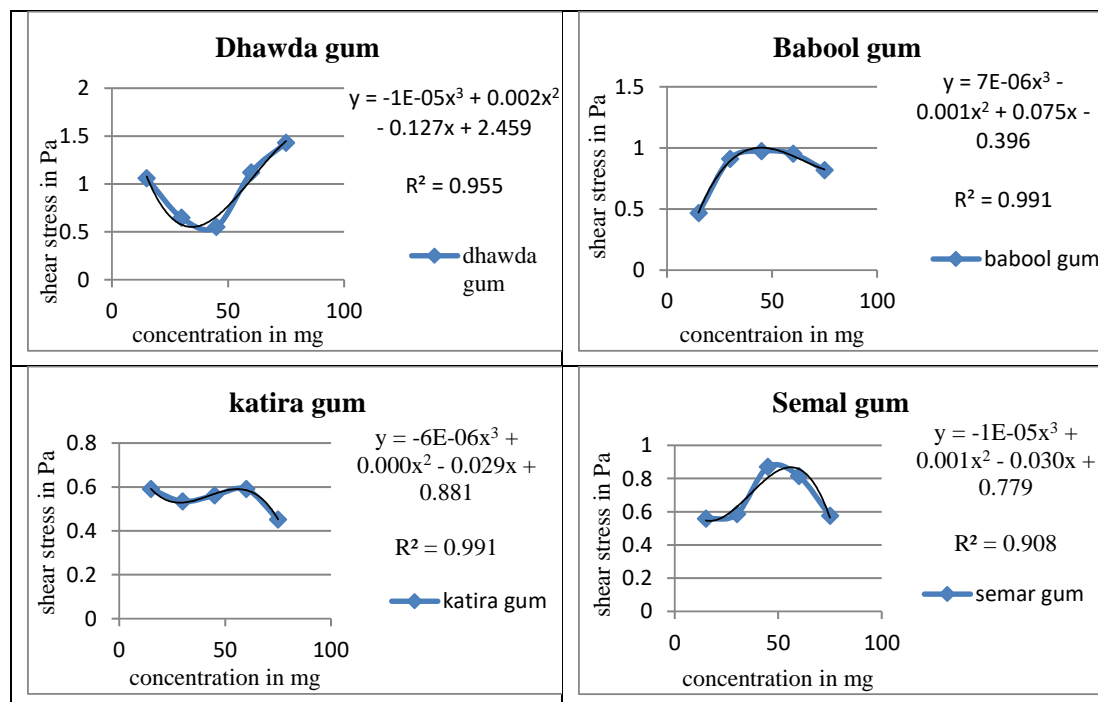 Dhawda gum
2
1.5
1
0.5
0
0
50
100
shear stress in Pa
concentration in mg
y = -1E-05x³ + 0.002x²
- 0.127x + 2.459
R² = 0.955
dhawda
gum
Babool gum
1.5
1
0.5
0
0
50
100
shear stress in Pa
concentraion in mg
y = 7E-06x³ -
0.001x² + 0.075x -
0.396
R² = 0.991
babool gum
katira gum
0.8
0.6
0.4
0.2
0
0
50
100
shear stress in Pa
concentration in mg
y = -6E-06x³ +
0.000x² - 0.029x +
0.881
R² = 0.991
katira gum
Semal gum
1
0.8
0.6
0.4
0.2
0
0
50
100
shear stress in Pa
concentration in mg
y = -1E-05x³ +
0.001x² - 0.030x +
0.779
R² = 0.908
semar gum